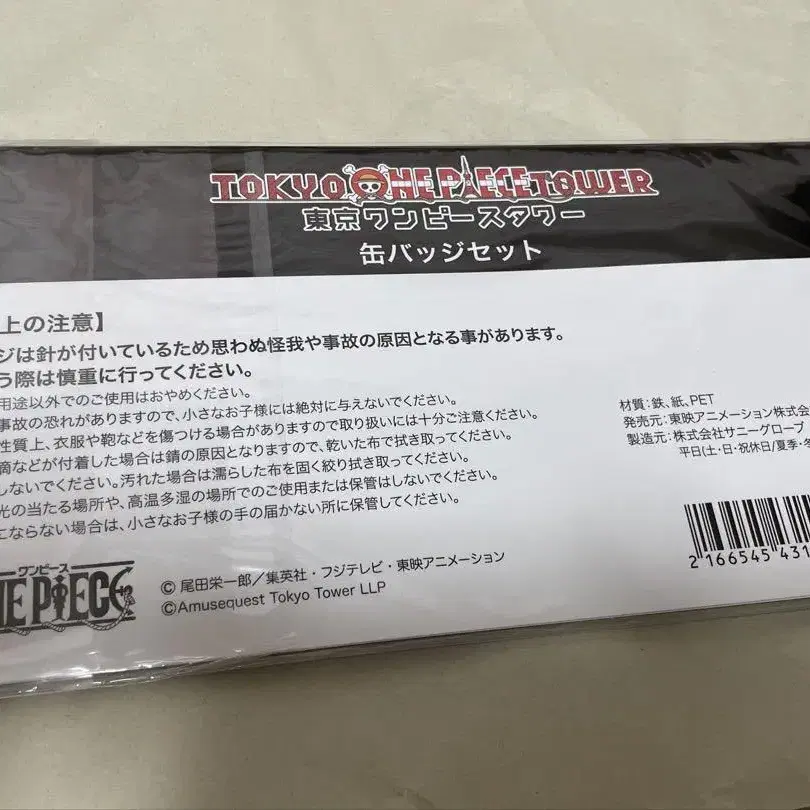 TOKYO ONE PIECE TOWER
東京ワンピースタワー
缶バッジセット
上の注意】
ジは針が付いているため思わぬ怪我や事故の原因となる事があります。
う際は慎重に行ってください。
用途以外でのご使用はおやめください。
事故の恐れがありますので、小さなお子様には絶対に与えないでください。
性質上、衣服や鞄などを傷つける場合がありますので取り扱いには十分ご注意ください。
滴などが付着した場合は錆の原因となりますので、乾いた布で拭き取ってください。
しないでください。汚れた場合は濡らした布を固く絞り拭き取ってください。
光の当たる場所や、高温多湿の場所でのご使用または保管はしないでください。
にならない場合は、小さなお子様の手の届かない所に保管してください。
材質：鉄、紙、PET
発売元：東映アニメーション株式会
製造元：株式会社サニーグローブ
平日(土・日・祝休日/夏季・冬
2 166545 431
ワンピース
NE PIECE
© 尾田栄一郎／集英社・フジテレビ・東映アニメーション
©Amusequest Tokyo Tower LLP